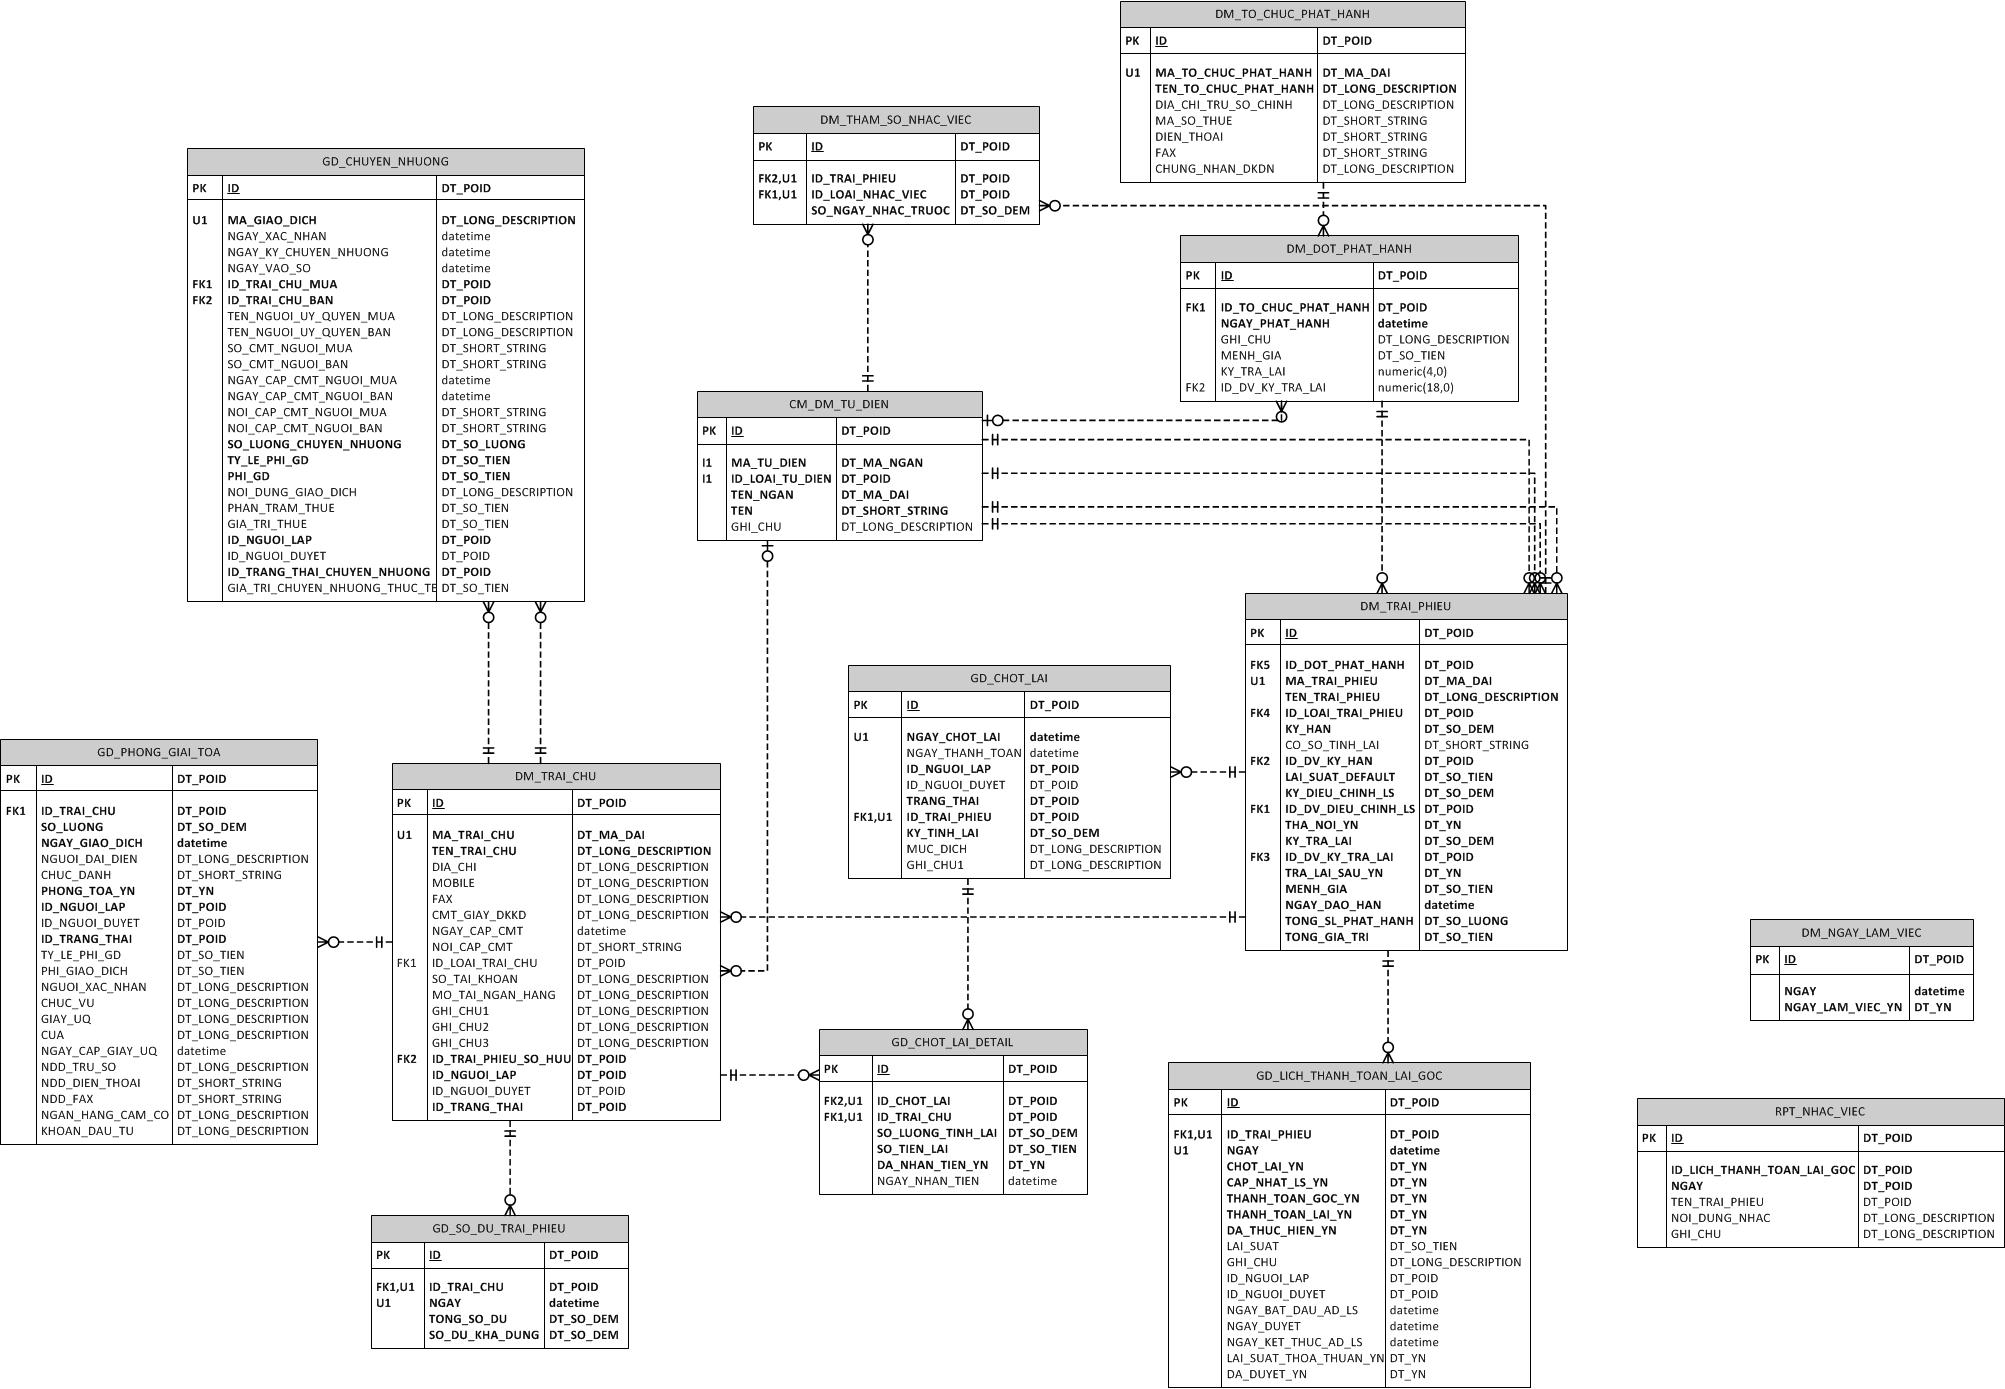 DM_TO_CHUC_PHAT_HANH
PK ID DT_POID
U1 MA_TO_CHUC_PHAT_HANH DT_MA_DAI
TEN_TO_CHUC_PHAT_HANH DT_LONG_DESCRIPTION
DIA_CHI_TRU_SO_CHINH DT_LONG_DESCRIPTION
MA_SO_THUE DT_SHORT_STRING
DIEN_THOAI DT_SHORT_STRING
FAX DT_SHORT_STRING
CHUNG_NHAN_DKDN DT_LONG_DESCRIPTION
DM_THAM_SO_NHAC_VIEC
PK ID DT_POID
FK2,U1 ID_TRAI_PHIEU DT_POID
FK1,U1 ID_LOAI_NHAC_VIEC DT_POID
SO_NGAY_NHAC_TRUOC DT_SO_DEM
GD_CHUYEN_NHUONG
PK ID DT_POID
U1 MA_GIAO_DICH DT_LONG_DESCRIPTION
NGAY_XAC_NHAN datetime
NGAY_KY_CHUYEN_NHUONG datetime
NGAY_VAO_SO datetime
FK1 ID_TRAI_CHU_MUA DT_POID
FK2 ID_TRAI_CHU_BAN DT_POID
TEN_NGUOI_UY_QUYEN_MUA DT_LONG_DESCRIPTION
TEN_NGUOI_UY_QUYEN_BAN DT_LONG_DESCRIPTION
SO_CMT_NGUOI_MUA DT_SHORT_STRING
SO_CMT_NGUOI_BAN DT_SHORT_STRING
NGAY_CAP_CMT_NGUOI_MUA datetime
NGAY_CAP_CMT_NGUOI_BAN datetime
NOI_CAP_CMT_NGUOI_MUA DT_SHORT_STRING
NOI_CAP_CMT_NGUOI_BAN DT_SHORT_STRING
SO_LUONG_CHUYEN_NHUONG DT_SO_LUONG
TY_LE_PHI_GD DT_SO_TIEN
PHI_GD DT_SO_TIEN
NOI_DUNG_GIAO_DICH DT_LONG_DESCRIPTION
PHAN_TRAM_THUE DT_SO_TIEN
GIA_TRI_THUE DT_SO_TIEN
ID_NGUOI_LAP DT_POID
ID_NGUOI_DUYET DT_POID
ID_TRANG_THAI_CHUYEN_NHUONG DT_POID
GIA_TRI_CHUYEN_NHUONG_THUC_TE DT_SO_TIEN
DM_DOT_PHAT_HANH
PK ID DT_POID
FK1 ID_TO_CHUC_PHAT_HANH DT_POID
NGAY_PHAT_HANH datetime
GHI_CHU DT_LONG_DESCRIPTION
MENH_GIA DT_SO_TIEN
KY_TRA_LAI numeric(4,0)
FK2 ID_DV_KY_TRA_LAI numeric(18,0)
CM_DM_TU_DIEN
PK ID DT_POID
I1 MA_TU_DIEN DT_MA_NGAN
I1 ID_LOAI_TU_DIEN DT_POID
TEN_NGAN DT_MA_DAI
TEN DT_SHORT_STRING
GHI_CHU DT_LONG_DESCRIPTION
DM_TRAI_PHIEU
PK ID DT_POID
FK5 ID_DOT_PHAT_HANH DT_POID
U1 MA_TRAI_PHIEU DT_MA_DAI
TEN_TRAI_PHIEU DT_LONG_DESCRIPTION
FK4 ID_LOAI_TRAI_PHIEU DT_POID
KY_HAN DT_SO_DEM
CO_SO_TINH_LAI DT_SHORT_STRING
FK2 ID_DV_KY_HAN DT_POID
LAI_SUAT_DEFAULT DT_SO_TIEN
KY_DIEU_CHINH_LS DT_SO_DEM
FK1 ID_DV_DIEU_CHINH_LS DT_POID
THA_NOI_YN DT_YN
KY_TRA_LAI DT_SO_DEM
FK3 ID_DV_KY_TRA_LAI DT_POID
TRA_LAI_SAU_YN DT_YN
MENH_GIA DT_SO_TIEN
NGAY_DAO_HAN datetime
TONG_SL_PHAT_HANH DT_SO_LUONG
TONG_GIA_TRI DT_SO_TIEN
GD_CHOT_LAI
PK ID DT_POID
U1 NGAY_CHOT_LAI datetime
NGAY_THANH_TOAN datetime
ID_NGUOI_LAP DT_POID
ID_NGUOI_DUYET DT_POID
TRANG_THAI DT_POID
FK1,U1 ID_TRAI_PHIEU DT_POID
KY_TINH_LAI DT_SO_DEM
MUC_DICH DT_LONG_DESCRIPTION
GHI_CHU1 DT_LONG_DESCRIPTION
GD_PHONG_GIAI_TOA
PK ID DT_POID
FK1 ID_TRAI_CHU DT_POID
SO_LUONG DT_SO_DEM
NGAY_GIAO_DICH datetime
NGUOI_DAI_DIEN DT_LONG_DESCRIPTION
CHUC_DANH DT_SHORT_STRING
PHONG_TOA_YN DT_YN
ID_NGUOI_LAP DT_POID
ID_NGUOI_DUYET DT_POID
ID_TRANG_THAI DT_POID
TY_LE_PHI_GD DT_SO_TIEN
PHI_GIAO_DICH DT_SO_TIEN
NGUOI_XAC_NHAN DT_LONG_DESCRIPTION
CHUC_VU DT_LONG_DESCRIPTION
GIAY_UQ DT_LONG_DESCRIPTION
CUA DT_LONG_DESCRIPTION
NGAY_CAP_GIAY_UQ datetime
NDD_TRU_SO DT_LONG_DESCRIPTION
NDD_DIEN_THOAI DT_SHORT_STRING
NDD_FAX DT_SHORT_STRING
NGAN_HANG_CAM_CO DT_LONG_DESCRIPTION
KHOAN_DAU_TU DT_LONG_DESCRIPTION
DM_TRAI_CHU
PK ID DT_POID
U1 MA_TRAI_CHU DT_MA_DAI
TEN_TRAI_CHU DT_LONG_DESCRIPTION
DIA_CHI DT_LONG_DESCRIPTION
MOBILE DT_LONG_DESCRIPTION
FAX DT_LONG_DESCRIPTION
CMT_GIAY_DKKD DT_LONG_DESCRIPTION
NGAY_CAP_CMT datetime
NOI_CAP_CMT DT_SHORT_STRING
FK1 ID_LOAI_TRAI_CHU DT_POID
SO_TAI_KHOAN DT_LONG_DESCRIPTION
MO_TAI_NGAN_HANG DT_LONG_DESCRIPTION
GHI_CHU1 DT_LONG_DESCRIPTION
GHI_CHU2 DT_LONG_DESCRIPTION
GHI_CHU3 DT_LONG_DESCRIPTION
FK2 ID_TRAI_PHIEU_SO_HUU DT_POID
ID_NGUOI_LAP DT_POID
ID_NGUOI_DUYET DT_POID
ID_TRANG_THAI DT_POID
DM_NGAY_LAM_VIEC
PK ID DT_POID
NGAY datetime
NGAY_LAM_VIEC_YN DT_YN
GD_CHOT_LAI_DETAIL
PK ID DT_POID
FK2,U1 ID_CHOT_LAI DT_POID
FK1,U1 ID_TRAI_CHU DT_POID
SO_LUONG_TINH_LAI DT_SO_DEM
SO_TIEN_LAI DT_SO_TIEN
DA_NHAN_TIEN_YN DT_YN
NGAY_NHAN_TIEN datetime
GD_LICH_THANH_TOAN_LAI_GOC
PK ID DT_POID
FK1,U1 ID_TRAI_PHIEU DT_POID
U1 NGAY datetime
CHOT_LAI_YN DT_YN
CAP_NHAT_LS_YN DT_YN
THANH_TOAN_GOC_YN DT_YN
THANH_TOAN_LAI_YN DT_YN
DA_THUC_HIEN_YN DT_YN
LAI_SUAT DT_SO_TIEN
GHI_CHU DT_LONG_DESCRIPTION
ID_NGUOI_LAP DT_POID
ID_NGUOI_DUYET DT_POID
NGAY_BAT_DAU_AD_LS datetime
NGAY_DUYET datetime
NGAY_KET_THUC_AD_LS datetime
LAI_SUAT_THOA_THUAN_YN DT_YN
DA_DUYET_YN DT_YN
RPT_NHAC_VIEC
PK ID DT_POID
ID_LICH_THANH_TOAN_LAI_GOC DT_POID
NGAY DT_POID
TEN_TRAI_PHIEU DT_POID
NOI_DUNG_NHAC DT_LONG_DESCRIPTION
GHI_CHU DT_LONG_DESCRIPTION
GD_SO_DU_TRAI_PHIEU
PK ID DT_POID
FK1,U1 ID_TRAI_CHU DT_POID
U1 NGAY datetime
TONG_SO_DU DT_SO_DEM
SO_DU_KHA_DUNG DT_SO_DEM